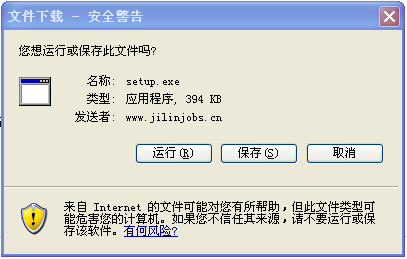 文件下载 - 安全警告
您想运行或保存此文件吗?
名称: setup.exe
类型: 应用程序, 394 KB
发送者: www.jilinjobs.cn
运行(R) 保存(S) 取消
来自 Internet 的文件可能对您有所帮助,但此文件类型可
能危害您的计算机。如果您不信任其来源,请不要运行或保
存该软件。有何风险?